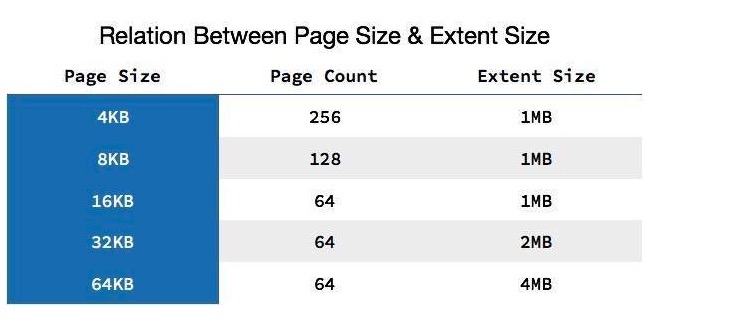 Relation Between Page Size & Extent Size
Page Size Page Count Extent Size
4KB 256 1MB
8KB 128 1MB
16KB 64 1MB
32KB 64 2MB
64KB 64 4MB